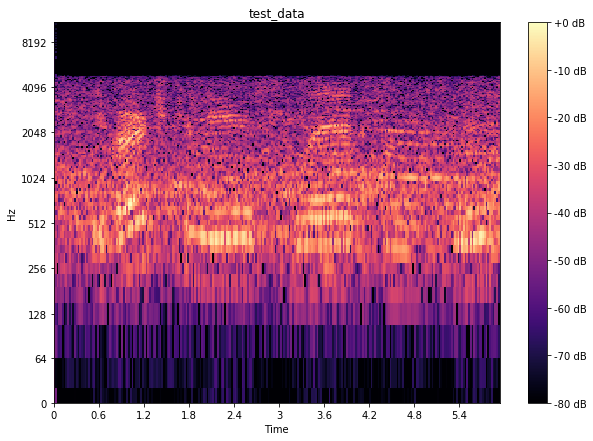 test_data
8192
4096
2048
1024
512
256
128
64
0
Hz
0 0.6 1.2 1.8 2.4 3 3.6 4.2 4.8 5.4
Time
+0 dB
-10 dB
-20 dB
-30 dB
-40 dB
-50 dB
-60 dB
-70 dB
-80 dB